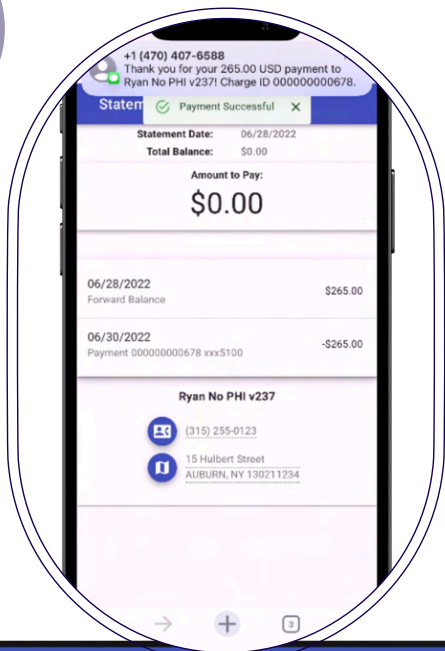 +1 (470) 407-6588
Thank you for your 265.00 USD payment to
Ryan No PHI v237! Charge ID 000000000678.
Statem
Payment Successful X
Statement Date: 06/28/2022
Total Balance: $0.00
Amount to Pay:
$0.00
06/28/2022
Forward Balance $265.00
06/30/2022
Payment 000000000678 xxx5100 -$265.00
Ryan No PHI v237
(315) 255-0123
15 Hulbert Street
AUBURN, NY 130211234
3